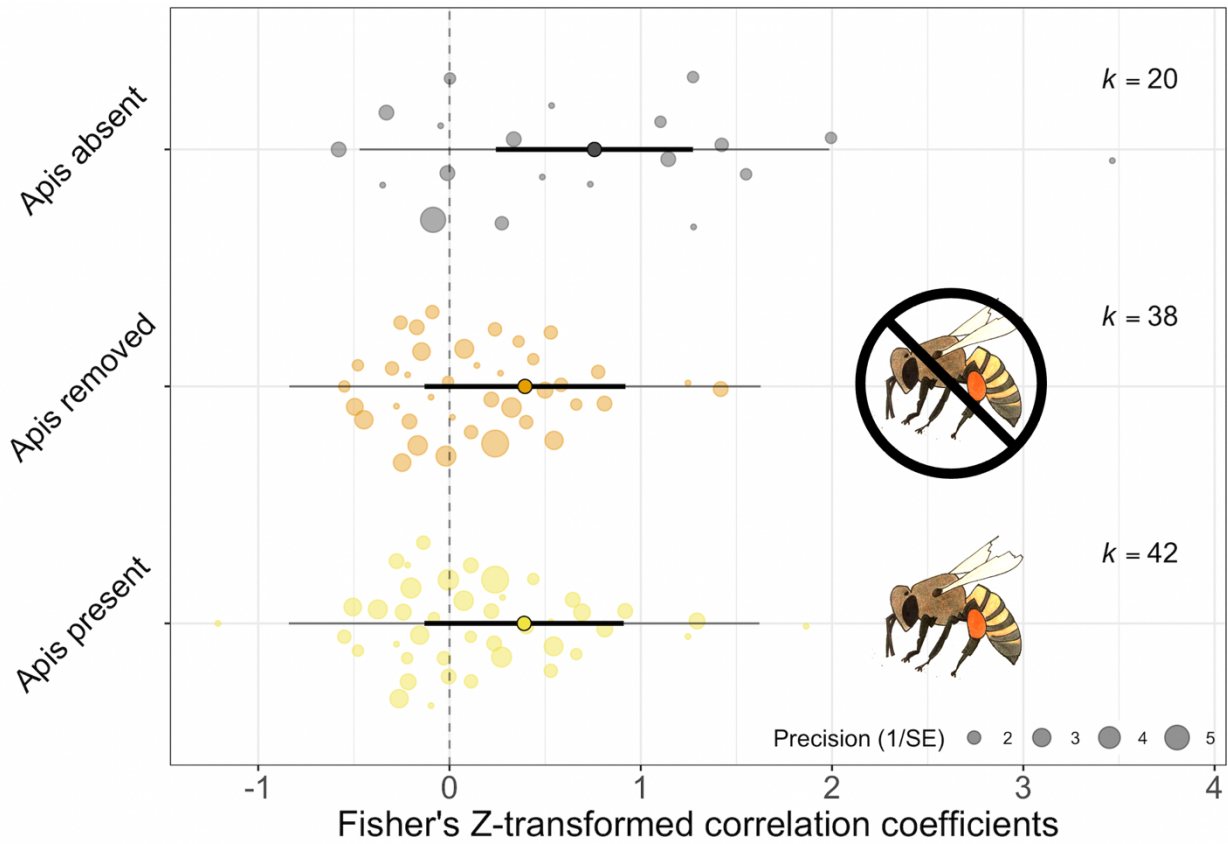 Apis absent
k = 20
Apis removed
k = 38
Apis present
k = 42
Precision (1/SE) 2 3 4 5
-1 0 1 2 3 4
Fisher's Z-transformed correlation coefficients